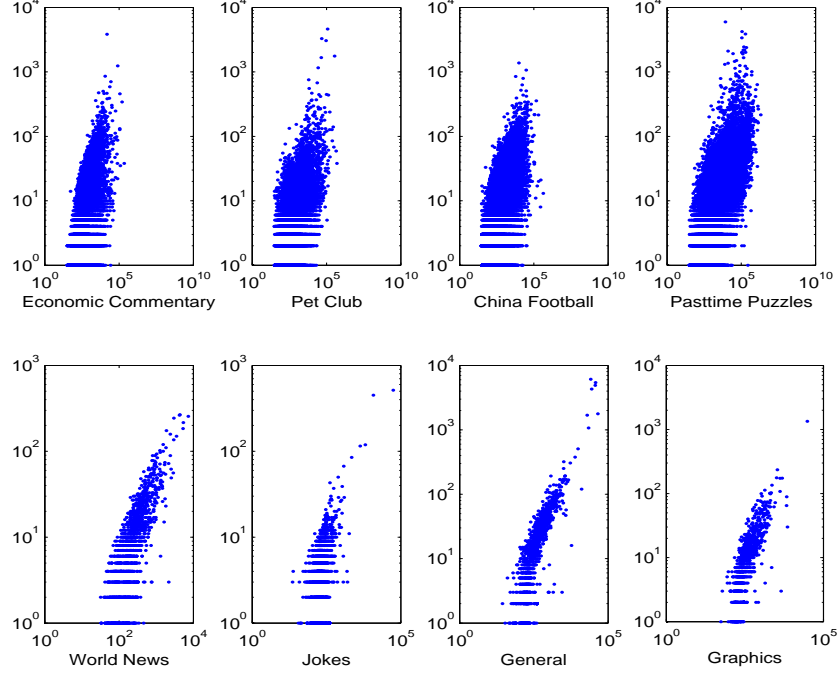 10^4 10^4 10^4 10^4
10^3 10^3 10^3 10^3
10^2 10^2 10^2 10^2
10^1 10^1 10^1 10^1
10^0 10^0 10^0 10^0
10^0 10^5 10^10 10^0 10^5 10^10 10^0 10^5 10^10 10^0 10^5 10^10
Economic Commentary Pet Club China Football Pasttime Puzzles
10^3 10^3 10^4 10^4
10^3 10^3
10^2 10^2
10^2 10^2
10^1 10^1
10^1 10^1
10^0 10^0 10^0 10^0
10^0 10^2 10^4 10^0 10^5 10^0 10^5 10^0 10^5
World News Jokes General Graphics